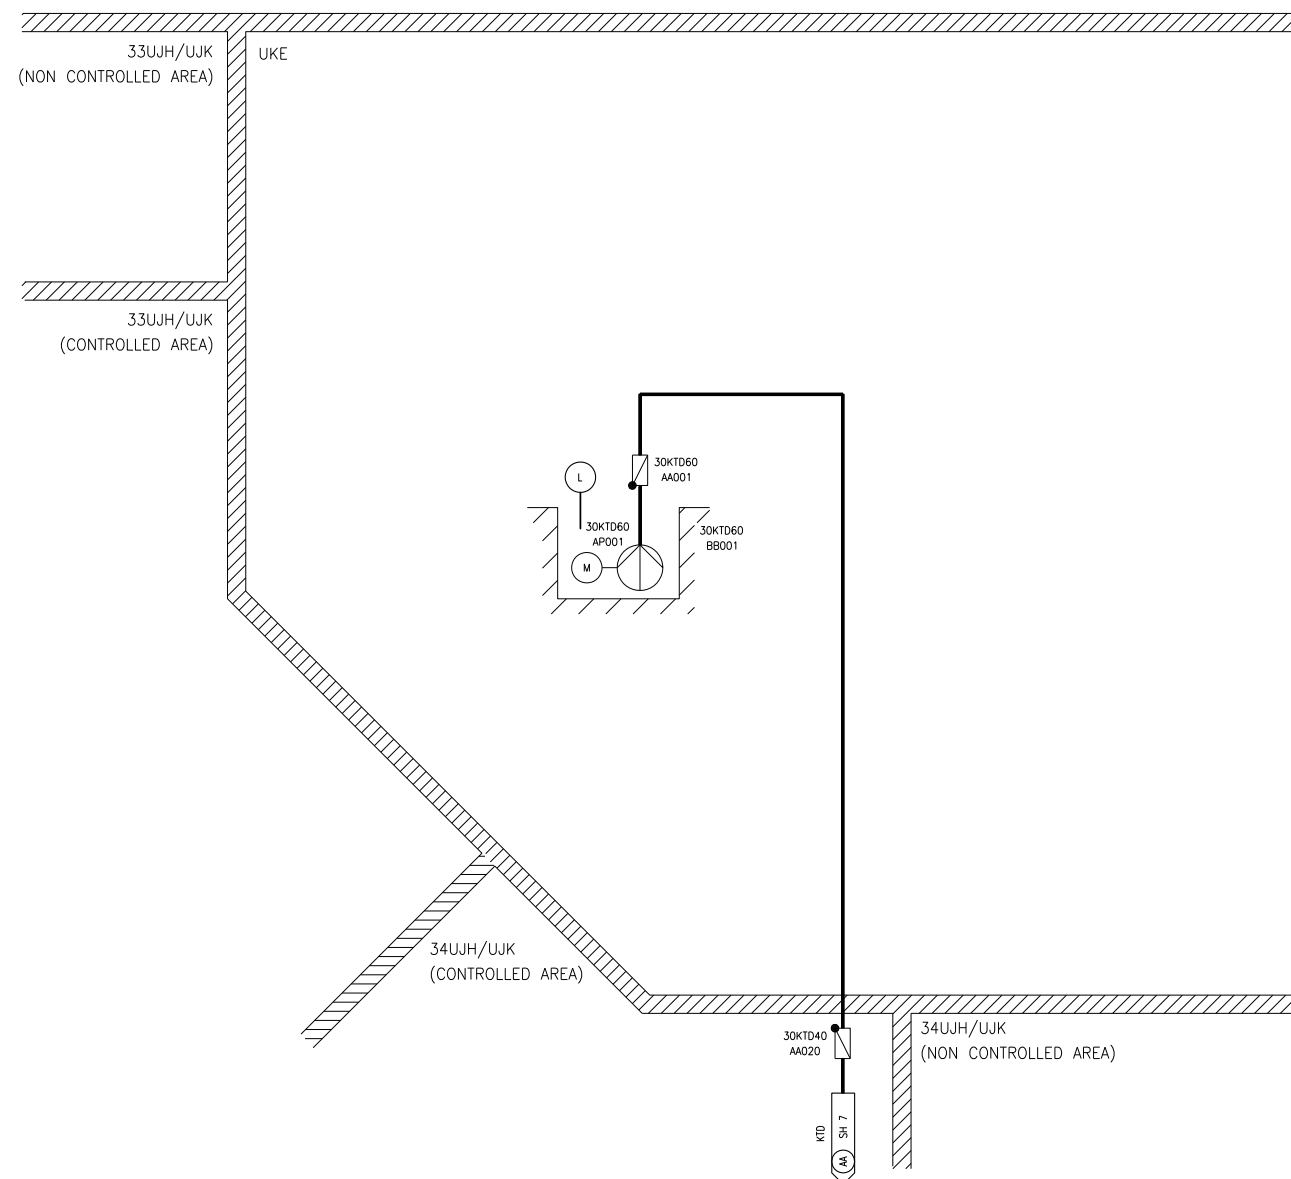 33UJH/UJK
(NON CONTROLLED AREA)
UKE
33UJH/UJK
(CONTROLLED AREA)
30KTD60
AA001
L
30KTD60
AP001
30KTD60
BB001
M
34UJH/UJK
(CONTROLLED AREA)
30KTD40
AA020
34UJH/UJK
(NON CONTROLLED AREA)
KTD
SH 7
AA